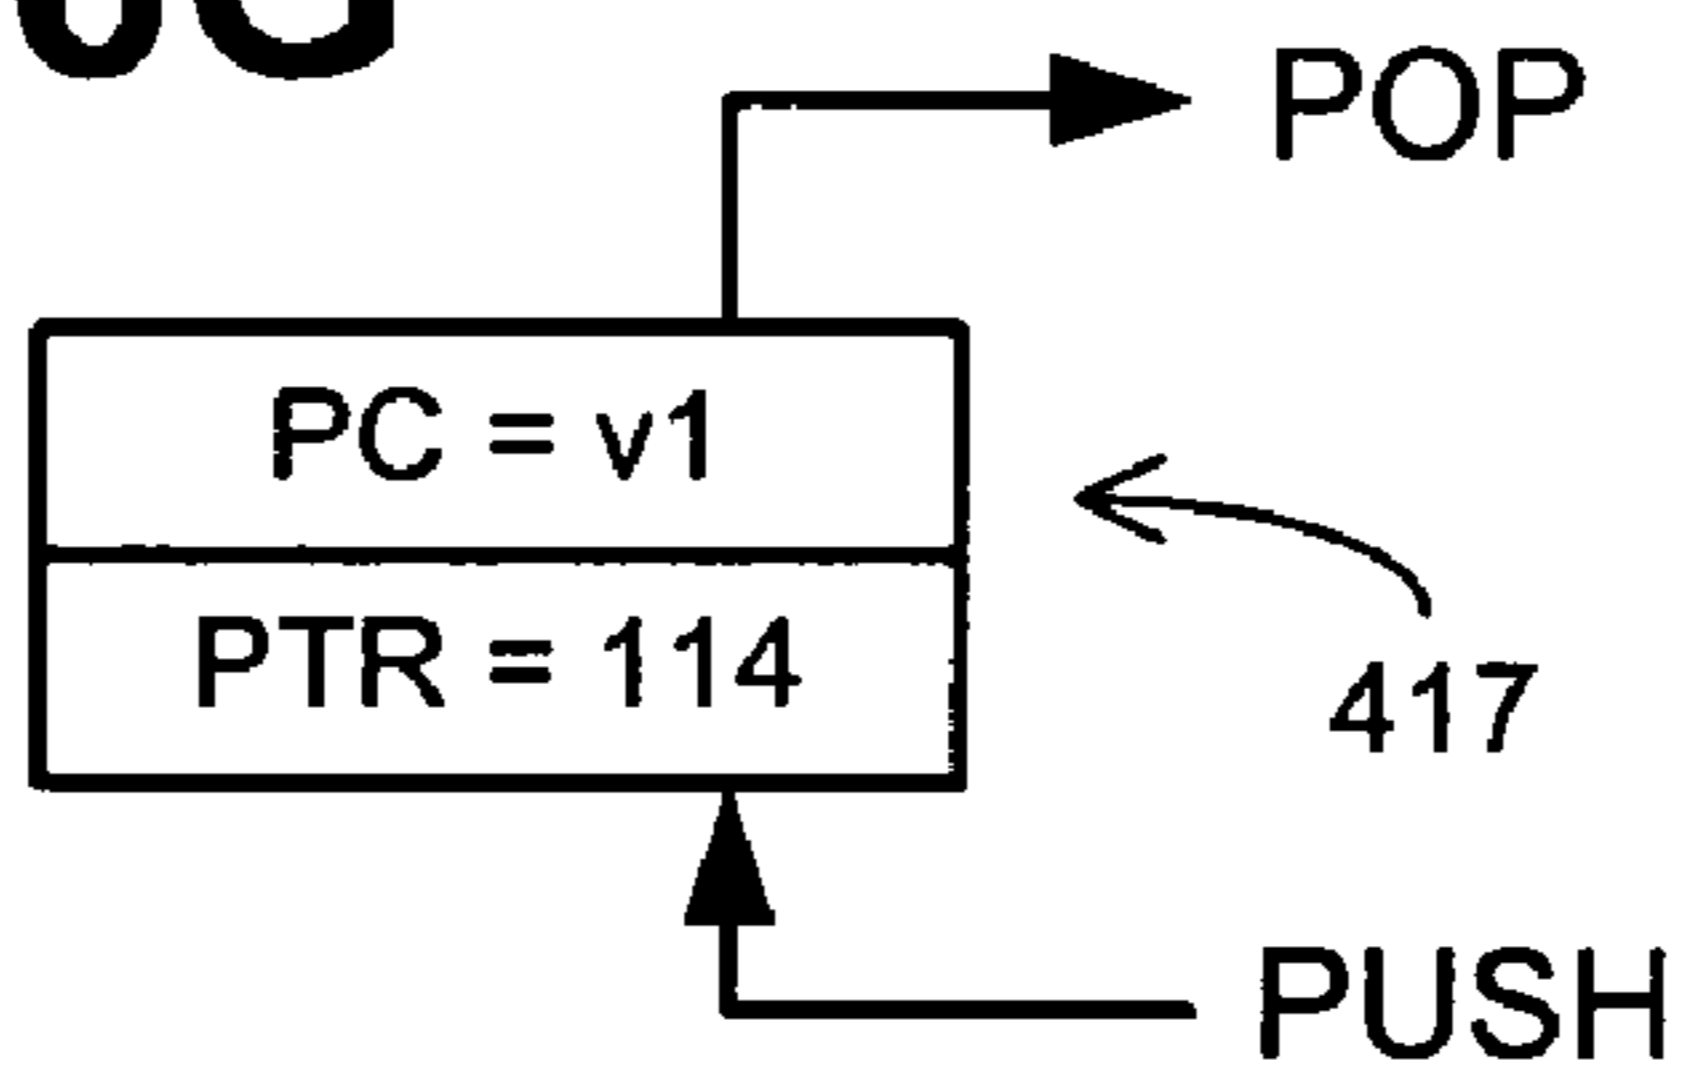 POP
PC = v1
PTR = 114
417
PUSH